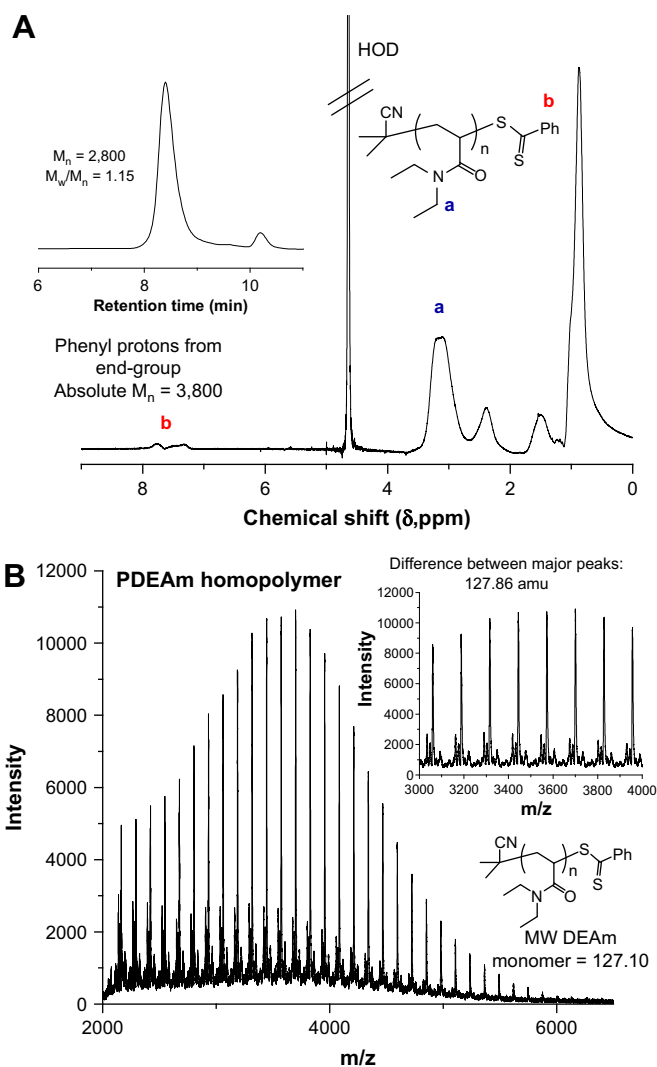 A
HOD
CN
S
Ph
b
n
S
N
O
a
Mn = 2,800
Mw/Mn = 1.15
6
8
10
Retention time (min)
Phenyl protons from
end-group
Absolute Mn = 3,800
a
b
8
6
4
2
0
Chemical shift (δ,ppm)
B
PDEAm homopolymer
12000
10000
8000
6000
4000
2000
0
Intensity
2000
4000
6000
m/z
Difference between major peaks:
127.86 amu
12000
10000
8000
6000
4000
2000
0
Intensity
3000
3200
3400
3600
3800
4000
m/z
CN
S
Ph
n
S
N
O
MW DEAm
monomer = 127.10